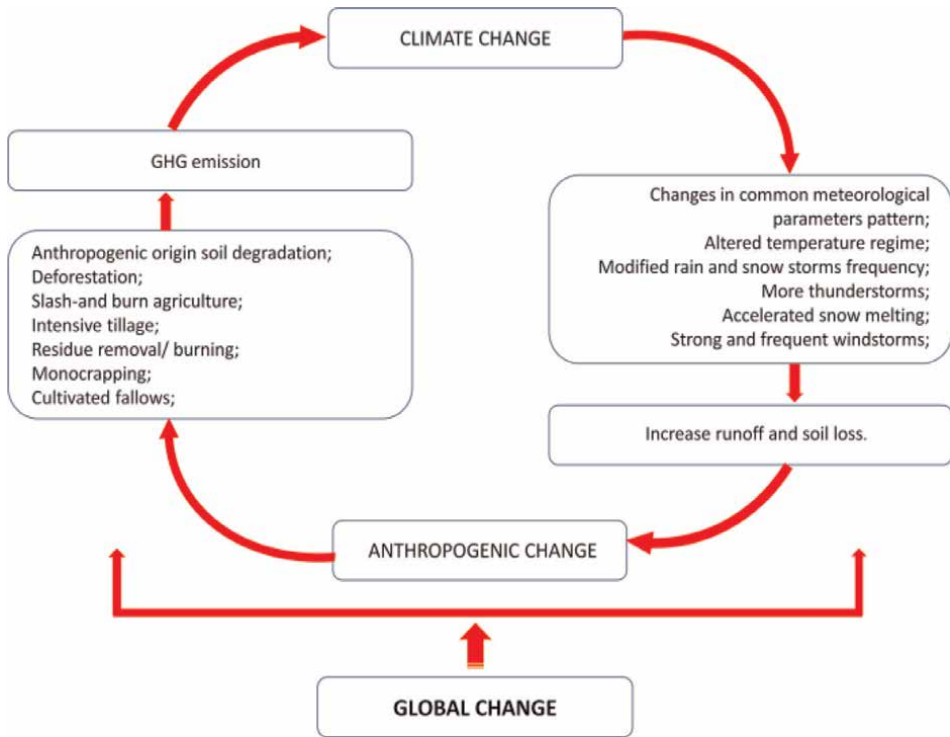 CLIMATE CHANGE
GHG emission
Anthropogenic origin soil degradation;
Deforestation;
Slash-and burn agriculture;
Intensive tillage;
Residue removal/ burning;
Monocrapping;
Cultivated fallows;
Changes in common meteorological
parameters pattern;
Altered temperature regime;
Modified rain and snow storms frequency;
More thunderstorms;
Accelerated snow melting;
Strong and frequent windstorms;
Increase runoff and soil loss.
ANTHROPOGENIC CHANGE
GLOBAL CHANGE